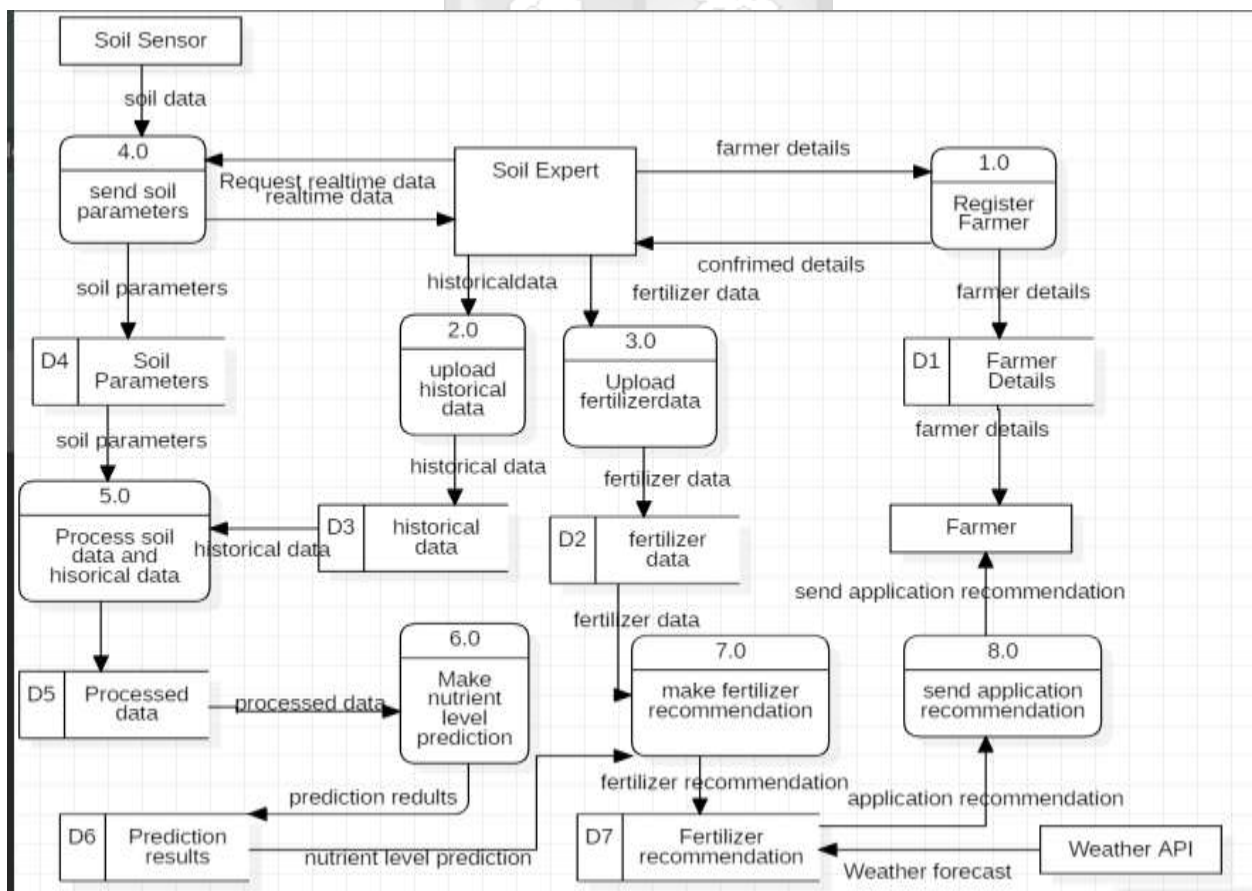 Soil Sensor
soil data
4.0
send soil
parameters
Request realtime data
realtime data
Soil Expert
farmer details
1.0
Register
Farmer
confrimed details
soil parameters
historicaldata
fertilizer data
farmer details
D4
Soil
Parameters
2.0
upload
historical
data
3.0
Upload
fertilizerdata
D1
Farmer
Details
soil parameters
historical data
fertilizer data
farmer details
5.0
Process soil
data and
hisorical data
historical data
D3
historical
data
D2
fertilizer
data
Farmer
fertilizer data
send application recommendation
D5
Processed
data
processed data
6.0
Make
nutrient
level
prediction
7.0
make fertilizer
recommendation
8.0
send application
recommendation
prediction redults
fertilizer recommendation
application recommendation
D6
Prediction
results
nutrient level prediction
D7
Fertilizer
recommendation
Weather forecast
Weather API